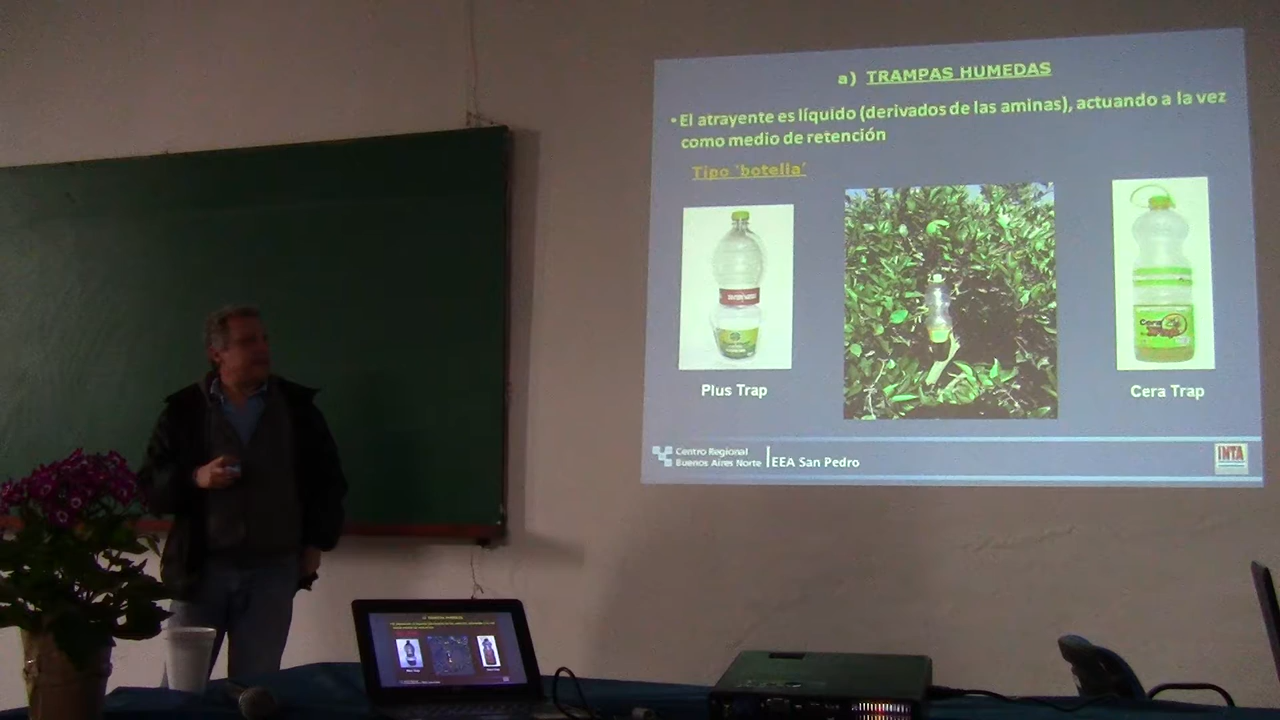 a) TRAMPAS HUMEDAS
• El atrayente es líquido (derivados de las aminas), actuando a la vez
como medio de retención
Tipo 'botella'
Plus Trap
Cera Trap
Centro Regional
Buenos Aires Norte
EEA San Pedro
INTA